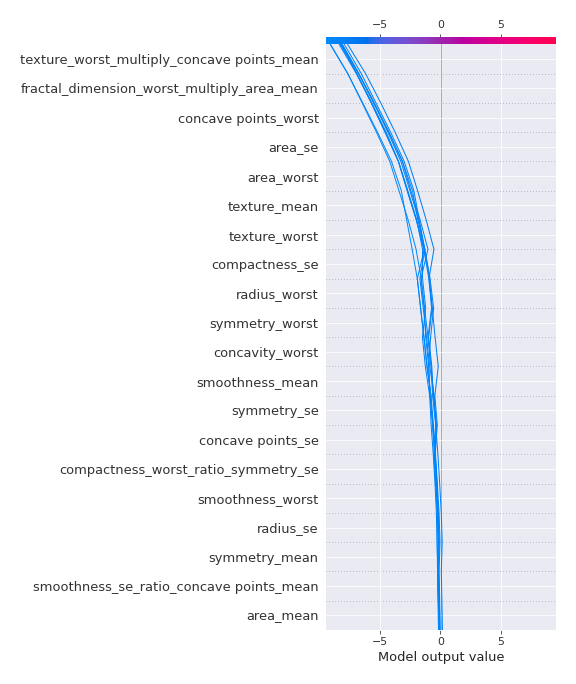 −5 0 5
texture_worst_multiply_concave points_mean
fractal_dimension_worst_multiply_area_mean
concave points_worst
area_se
area_worst
texture_mean
texture_worst
compactness_se
radius_worst
symmetry_worst
concavity_worst
smoothness_mean
symmetry_se
concave points_se
compactness_worst_ratio_symmetry_se
smoothness_worst
radius_se
symmetry_mean
smoothness_se_ratio_concave points_mean
area_mean
−5 0 5
Model output value